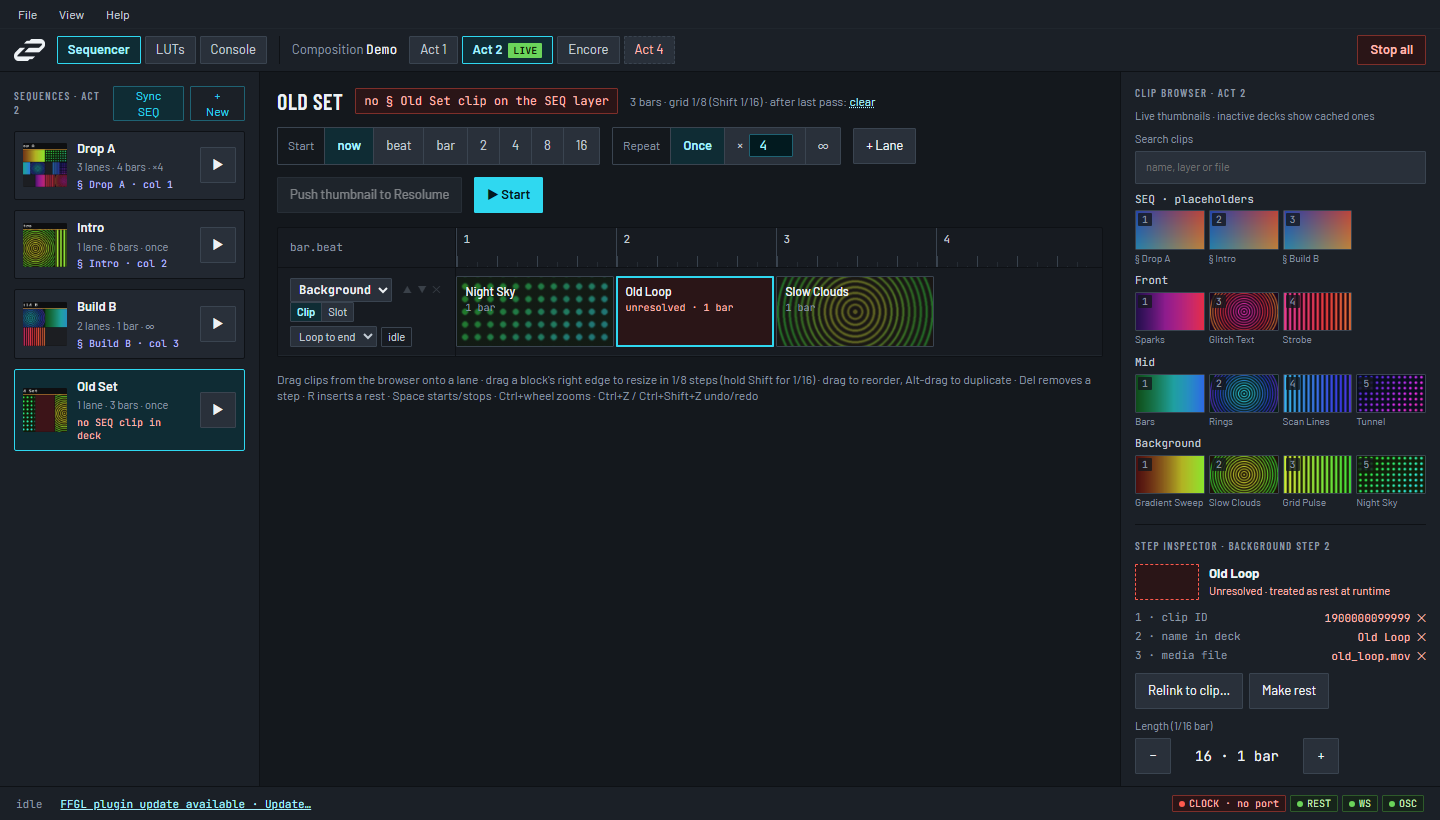 File View Help
Sequencer LUTs Console Composition Demo Act 1 Act 2 LIVE Encore Act 4 Stop all
SEQUENCES · ACT 2
Sync SEQ
+ New
Drop A
3 lanes · 4 bars · ×4
§ Drop A · col 1
Intro
1 lane · 6 bars · once
§ Intro · col 2
Build B
2 lanes · 1 bar · ∞
§ Build B · col 3
Old Set
1 lane · 3 bars · once
no SEQ clip in
deck
OLD SET no § Old Set clip on the SEQ layer 3 bars · grid 1/8 (Shift 1/16) · after last pass: clear
Start now beat bar 2 4 8 16 Repeat Once × 4 ∞ + Lane
Push thumbnail to Resolume ▶ Start
bar.beat 1 2 3 4
Background ▲ ▼ ✕
Clip Slot
Loop to end idle
Night Sky
1 bar
Old Loop
unresolved · 1 bar
Slow Clouds
1 bar
Drag clips from the browser onto a lane · drag a block's right edge to resize in 1/8 steps (hold Shift for 1/16) · drag to reorder, Alt-drag to duplicate · Del removes a
step · R inserts a rest · Space starts/stops · Ctrl+wheel zooms · Ctrl+Z / Ctrl+Shift+Z undo/redo
CLIP BROWSER · ACT 2
Live thumbnails · inactive decks show cached ones
Search clips
name, layer or file
SEQ · placeholders
1 2 3
§ Drop A § Intro § Build B
Front
1 3 4
Sparks Glitch Text Strobe
Mid
1 2 4 5
Bars Rings Scan Lines Tunnel
Background
1 2 3 5
Gradient Sweep Slow Clouds Grid Pulse Night Sky
STEP INSPECTOR · BACKGROUND STEP 2
Old Loop
Unresolved · treated as rest at runtime
1 · clip ID 1900000099999 ✕
2 · name in deck Old Loop ✕
3 · media file old_loop.mov ✕
Relink to clip... Make rest
Length (1/16 bar)
− 16 · 1 bar +
idle FFGL plugin update available · Update… CLOCK · no port REST WS OSC